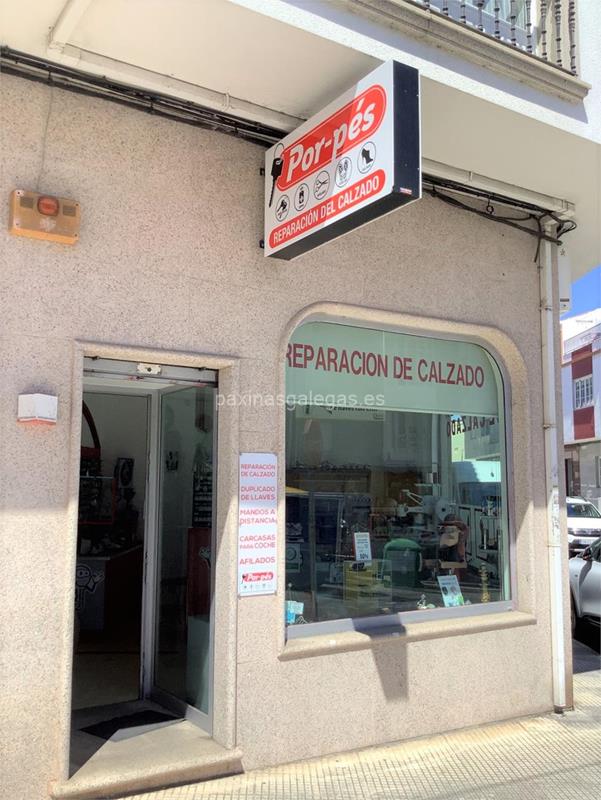 Por-pés
REPARACIÓN DEL CALZADO
REPARACION DE CALZADO
paxinasgalegas.es
REPARACIÓN
DE CALZADO
DUPLICADO
DE LLAVES
MANDOS A
DISTANCIA
CARCASAS
PARA COCHE
AFILADOS
Por-pés